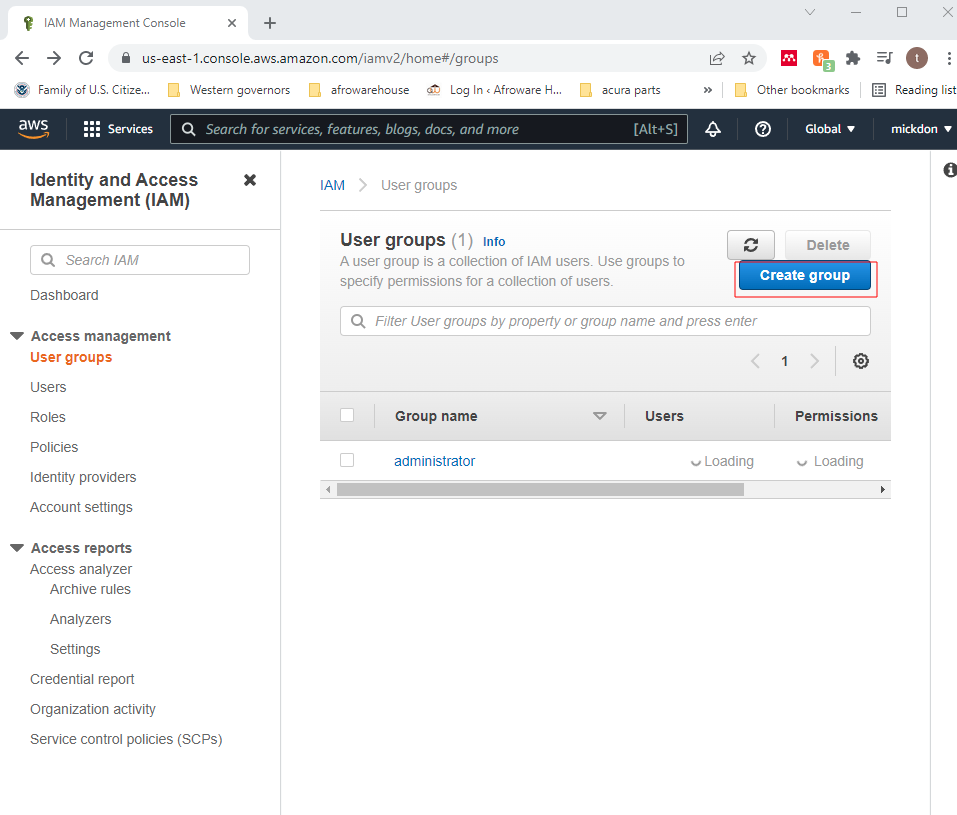 IAM Management Console
us-east-1.console.aws.amazon.com/iamv2/home#/groups
t
3
Family of U.S. Citize...
Western governors
afrowarehouse
Log In ‹ Afroware H...
acura parts
»
Other bookmarks
Reading list
aws
Services
Search for services, features, blogs, docs, and more
[Alt+S]
Global
mickdon
Identity and Access
Management (IAM)
Search IAM
Dashboard
Access management
User groups
Users
Roles
Policies
Identity providers
Account settings
Access reports
Access analyzer
Archive rules
Analyzers
Settings
Credential report
Organization activity
Service control policies (SCPs)
IAM
User groups
User groups (1) Info
A user group is a collection of IAM users. Use groups to
specify permissions for a collection of users.
Delete
Create group
Filter User groups by property or group name and press enter
1
Group name
Users
Permissions
administrator
Loading
Loading